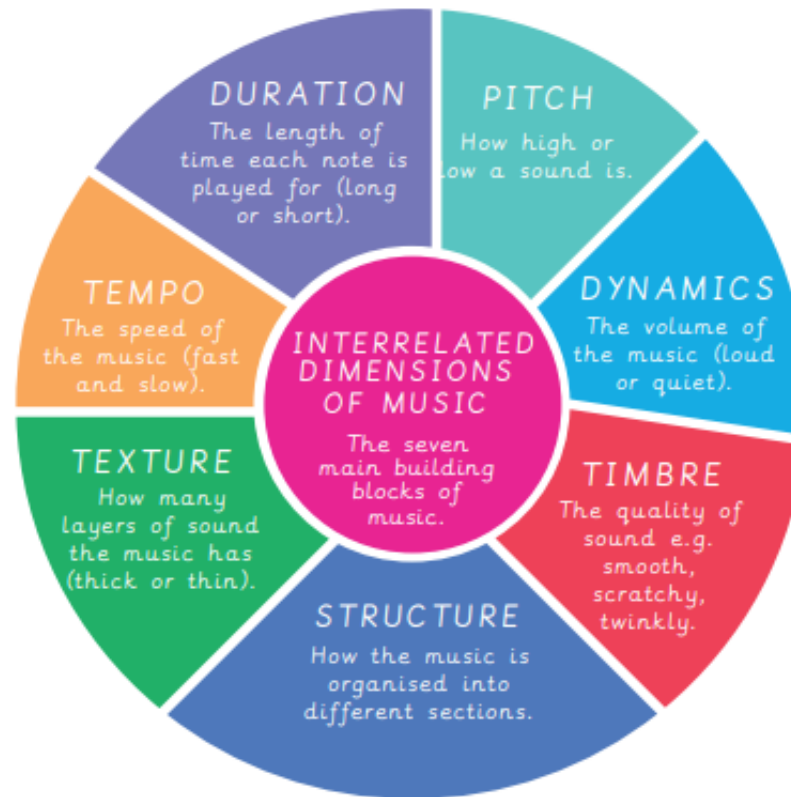 INTERRELATED
DIMENSIONS
OF MUSIC
The seven
main building
blocks of
music.
PITCH
How high or
low a sound is.
DYNAMICS
The volume of
the music (loud
or quiet).
TIMBRE
The quality of
sound e.g.
smooth,
scratchy,
twinkly.
STRUCTURE
How the music is
organised into
different sections.
TEXTURE
How many
layers of sound
the music has
(thick or thin).
TEMPO
The speed of
the music (fast
and slow).
DURATION
The length of
time each note is
played for (long
or short).